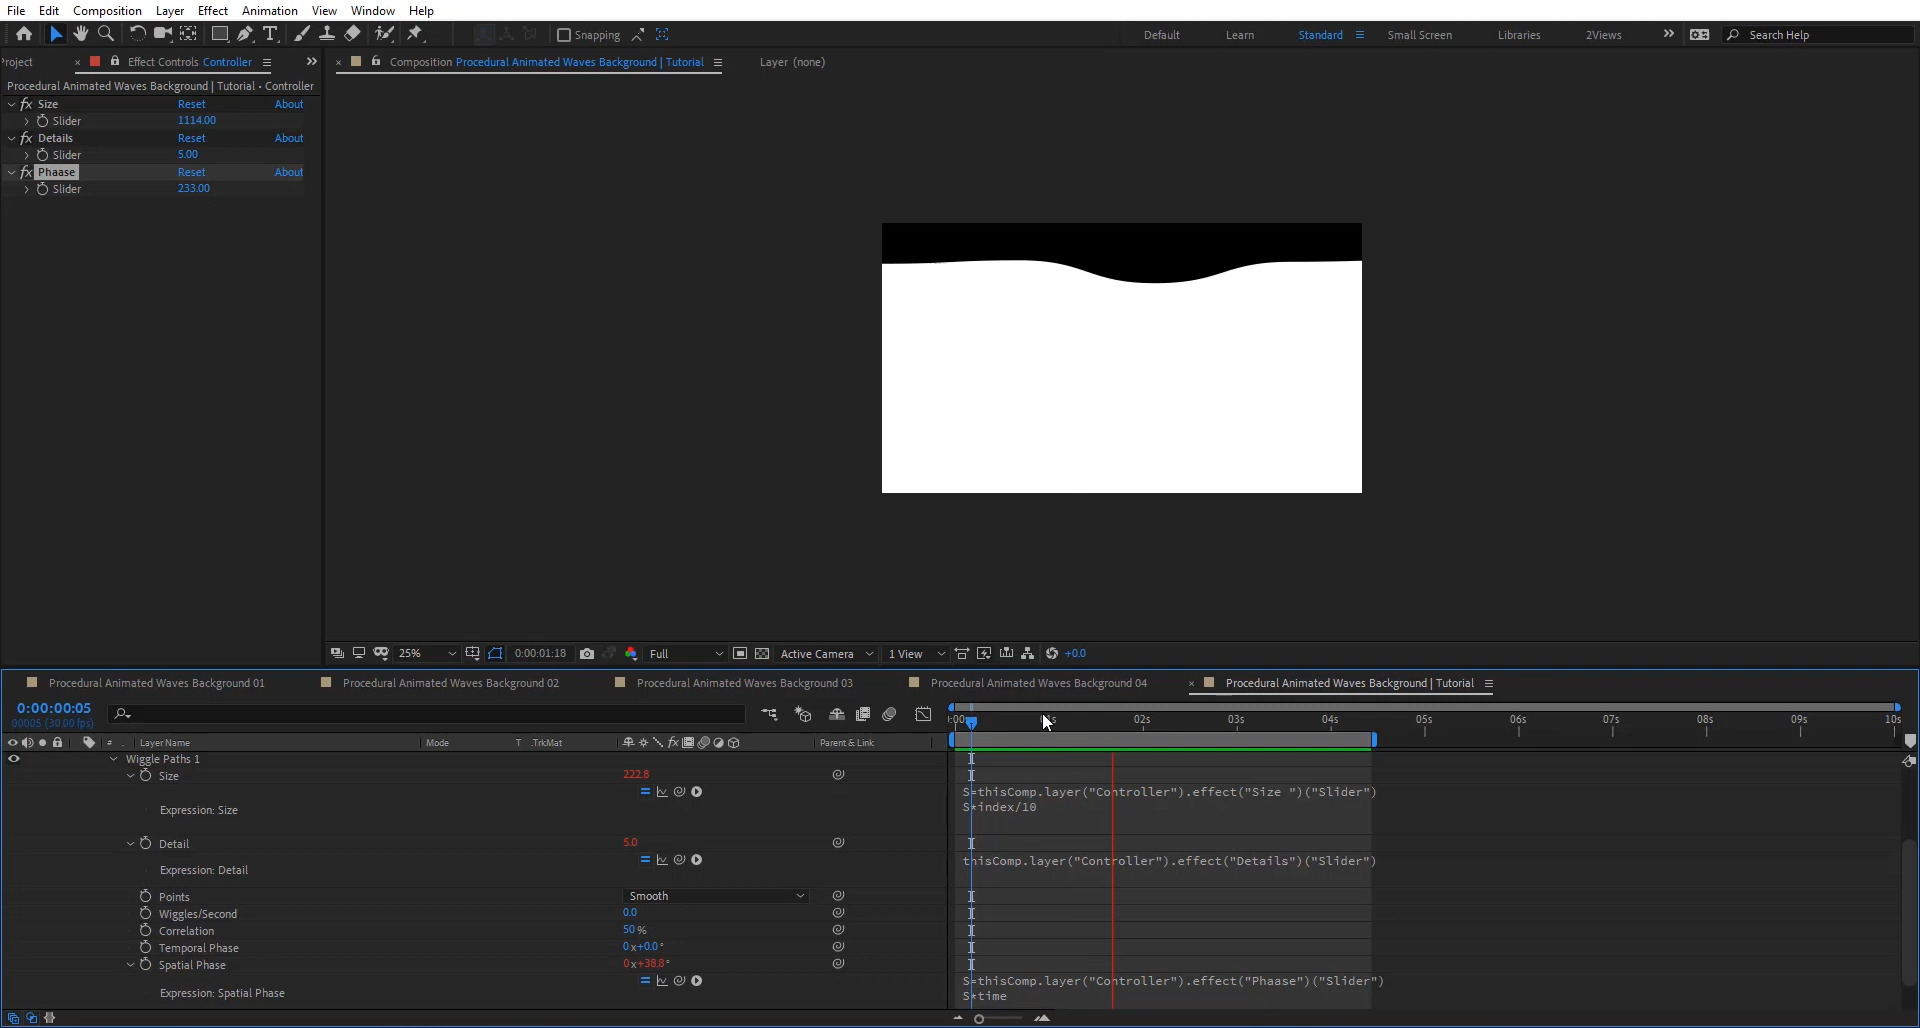 File Edit Composition Layer Effect Animation View Window Help
Snapping Default Learn Standard Small Screen Libraries 2Views Search Help
roject Effect Controls Controller Composition Procedural Animated Waves Background | Tutorial Layer (none)
Procedural Animated Waves Background | Tutorial • Controller
fx Size Reset About
Slider 1114.00
fx Details Reset About
Slider 5.00
fx Phaase Reset About
Slider 233.00
25% 0:00:01:18 Full Active Camera 1 View +0.0
Procedural Animated Waves Background 01 Procedural Animated Waves Background 02 Procedural Animated Waves Background 03 Procedural Animated Waves Background 04 Procedural Animated Waves Background | Tutorial
0:00:00:05
00005 (30.00 fps)
:00s 02s 03s 04s 05s 06s 07s 08s 09s 10s
# Layer Name Mode T .TrkMat fx Parent & Link
Wiggle Paths 1
Size 222.8
S=thisComp.layer("Controller").effect("Size ")("Slider")
Expression: Size S*index/10
Detail 5.0
thisComp.layer("Controller").effect("Details")("Slider")
Expression: Detail
Points Smooth
Wiggles/Second 0.0
Correlation 50 %
Temporal Phase 0x+0.0°
Spatial Phase 0x+38.8°
S=thisComp.layer("Controller").effect("Phaase")("Slider")
Expression: Spatial Phase S*time